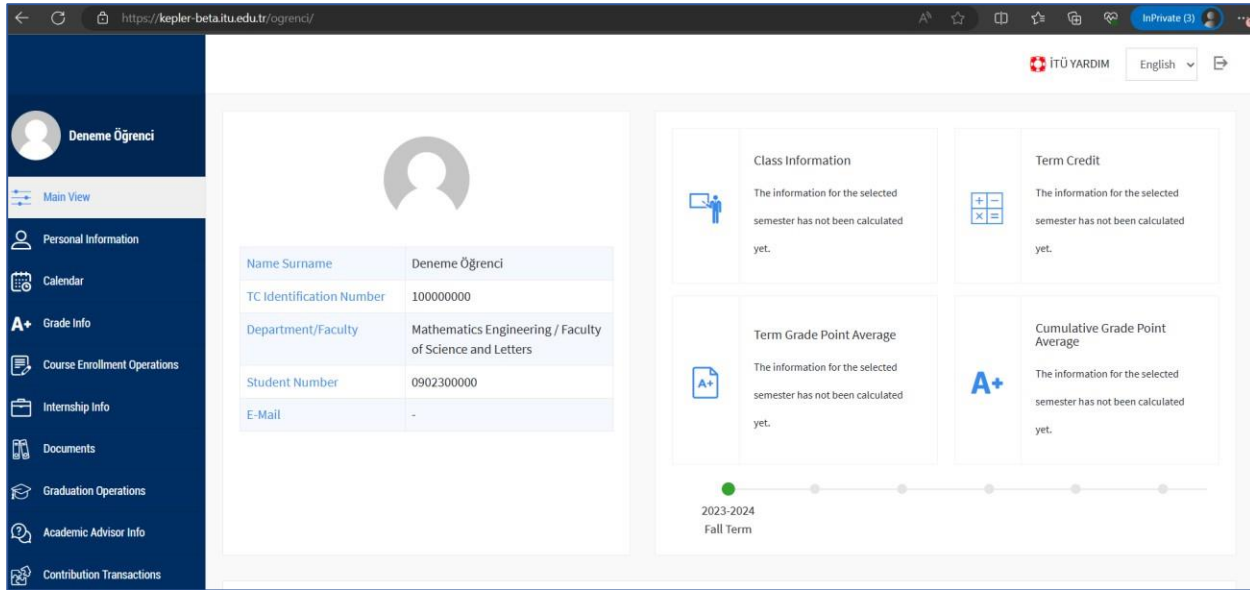 https://kepler-beta.itu.edu.tr/ogrenci/
InPrivate (3)
İTÜ YARDIM
English
Deneme Öğrenci
Main View
Personal Information
Calendar
A+ Grade Info
Course Enrollment Operations
Internship Info
Documents
Graduation Operations
Academic Advisor Info
Contribution Transactions
Name Surname Deneme Öğrenci
TC Identification Number 100000000
Department/Faculty Mathematics Engineering / Faculty
of Science and Letters
Student Number 0902300000
E-Mail -
Class Information
The information for the selected
semester has not been calculated
yet.
Term Credit
The information for the selected
semester has not been calculated
yet.
Term Grade Point Average
A+
The information for the selected
semester has not been calculated
yet.
Cumulative Grade Point
Average
A+
The information for the selected
semester has not been calculated
yet.
2023-2024
Fall Term